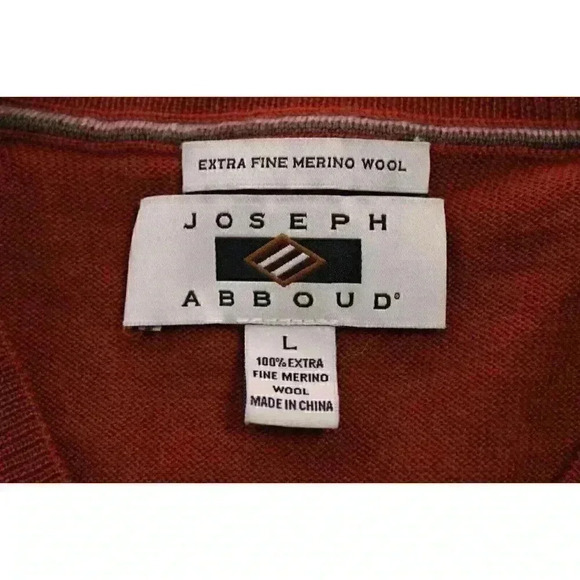 EXTRA FINE MERINO WOOL
JOSEPH
ABBOUD®
L
100% EXTRA
FINE MERINO
WOOL
MADE IN CHINA